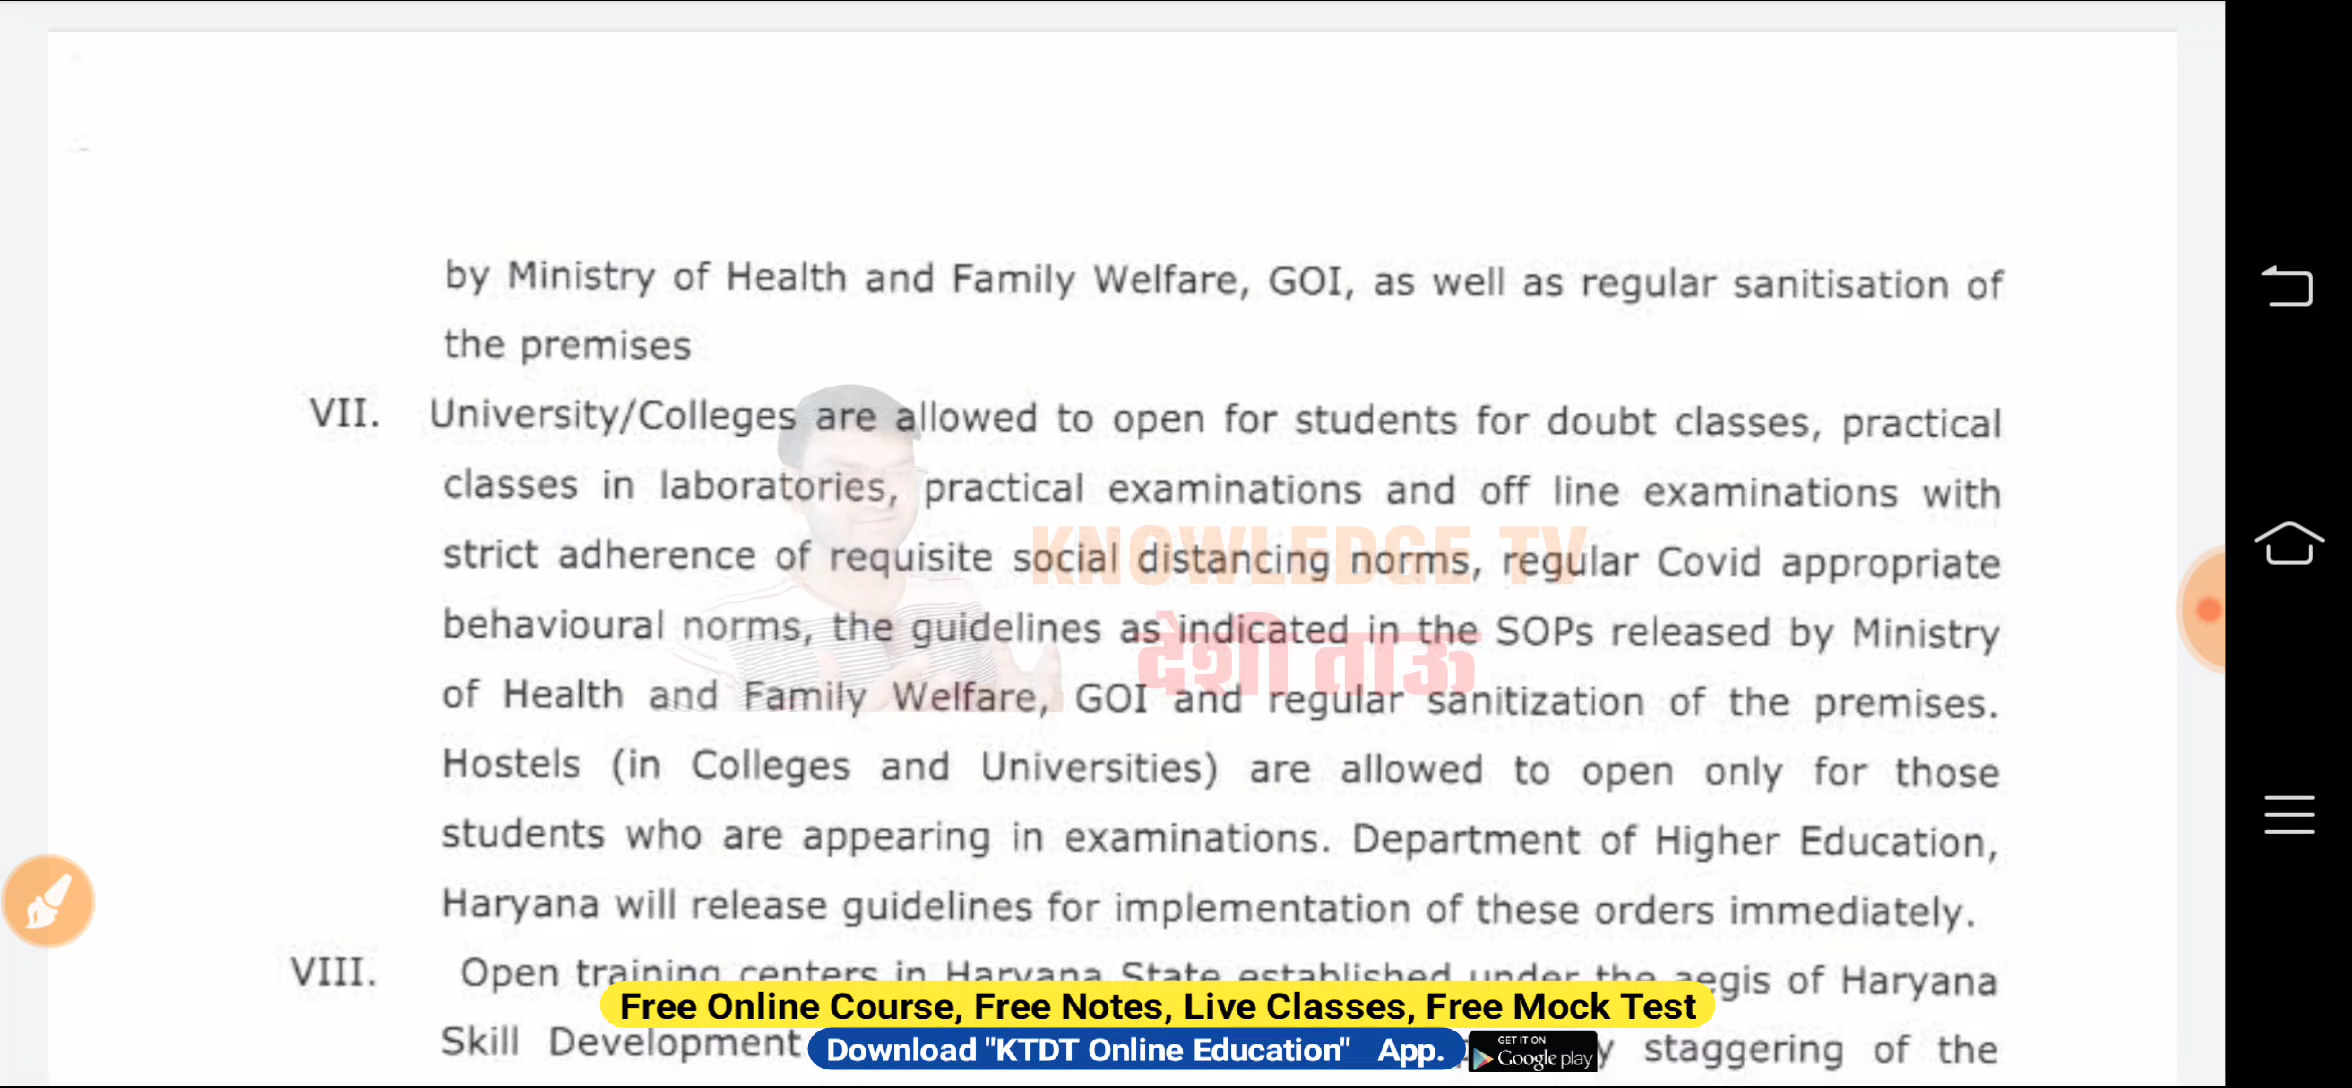 by Ministry of Health and Family Welfare, GOI, as well as regular sanitisation of
the premises
VII. University/Colleges are allowed to open for students for doubt classes, practical
classes in laboratories, practical examinations and off line examinations with
strict adherence of requisite social distancing norms, regular Covid appropriate
KNOWLEDGE TV
behavioural norms, the guidelines as indicated in the SOPs released by Ministry
देशी ताऊ
of Health and Family Welfare, GOI and regular sanitization of the premises.
Hostels (in Colleges and Universities) are allowed to open only for those
students who are appearing in examinations. Department of Higher Education,
Haryana will release guidelines for implementation of these orders immediately.
VIII. Open training centers in Haryana State established under the aegis of Haryana
Free Online Course, Free Notes, Live Classes, Free Mock Test
Skill Development staggering of the
Download "KTDT Online Education" App.
GET IT ON
Google play